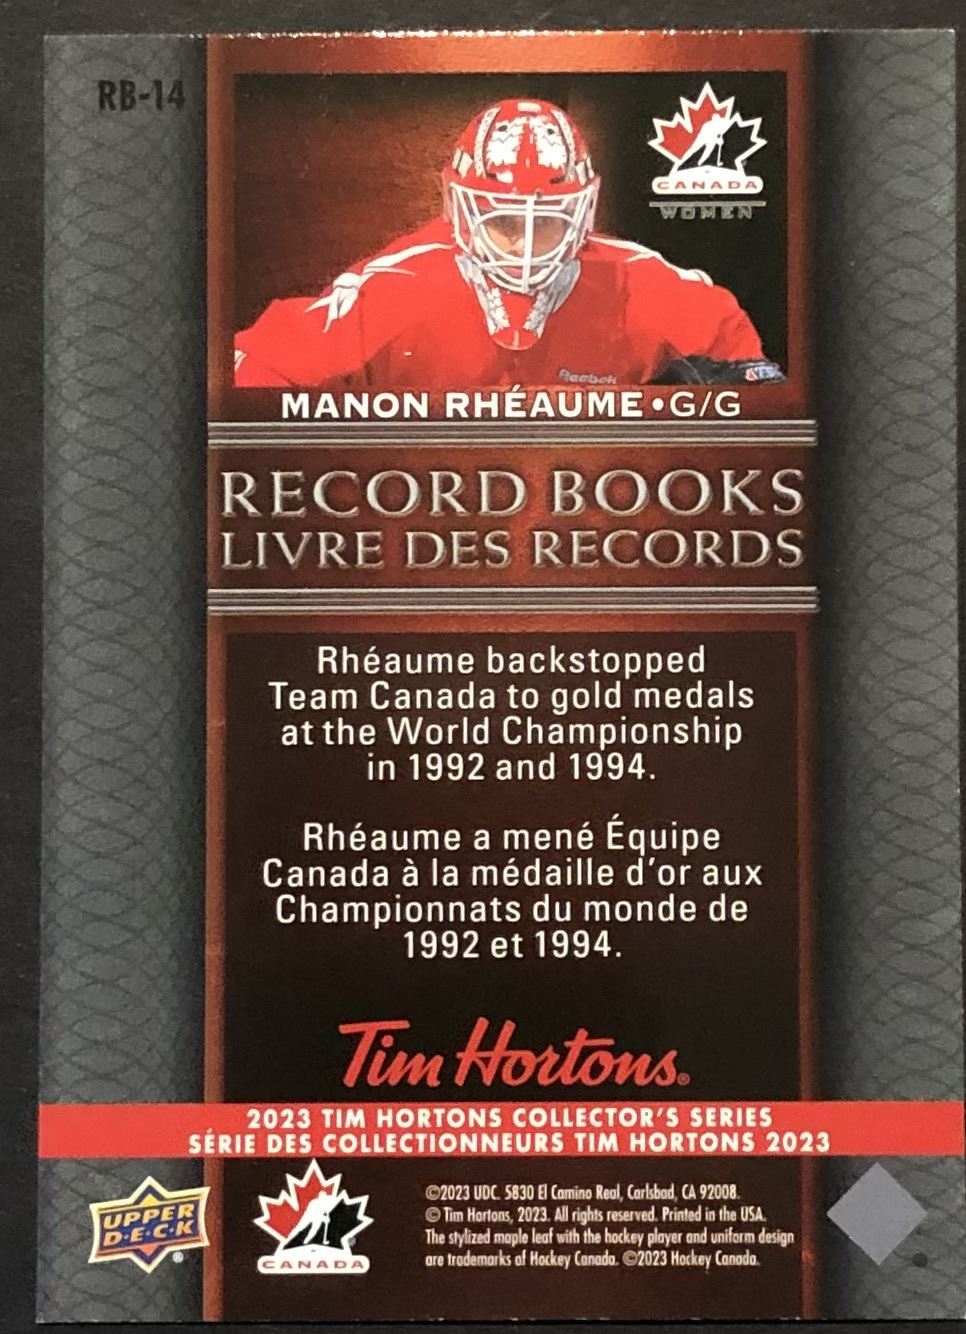 RB-14
CANADA
WOMEN
Reebok
MANON RHÉAUME • G/G
RECORD BOOKS
LIVRE DES RECORDS
Rhéaume backstopped
Team Canada to gold medals
at the World Championship
in 1992 and 1994.
Rhéaume a mené Équipe
Canada à la médaille d'or aux
Championnats du monde de
1992 et 1994.
Tim Hortons®
2023 TIM HORTONS COLLECTOR'S SERIES
SÉRIE DES COLLECTIONNEURS TIM HORTONS 2023
UPPER
D·E·C·K
®
CANADA
©2023 UDC. 5830 El Camino Real, Carlsbad, CA 92008.
© Tim Hortons, 2023. All rights reserved. Printed in the USA.
The stylized maple leaf with the hockey player and uniform design
are trademarks of Hockey Canada. ©2023 Hockey Canada.